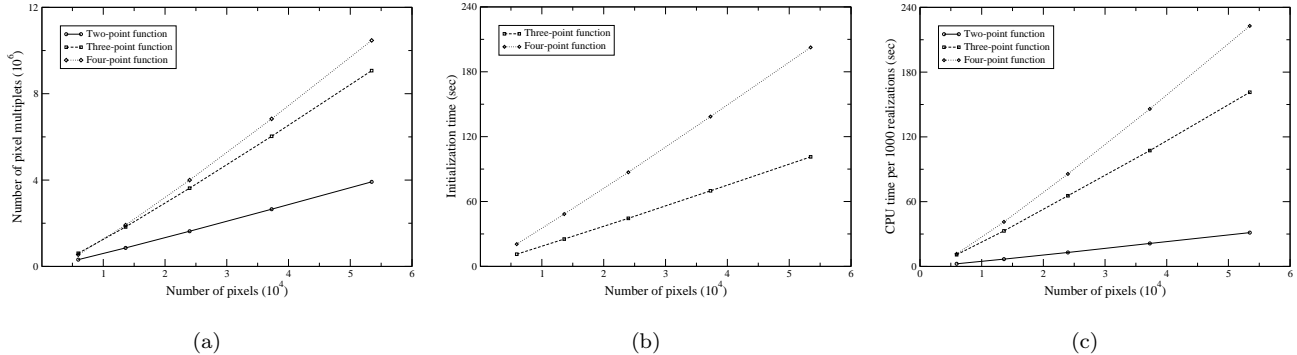 12
9
6
4
2
0
Number of pixel multiplets (10^6)
Two-point function
Three-point function
Four-point function
1
2
3
4
5
6
Number of pixels (10^4)
(a)
240
180
120
60
0
Initialization time (sec)
Three-point function
Four-point function
1
2
3
4
5
6
Number of pixels (10^4)
(b)
240
180
120
60
30
0
CPU time per 1000 realizations (sec)
Two-point function
Three-point function
Four-point function
0
1
2
3
4
5
6
Number of pixels (10^4)
(c)